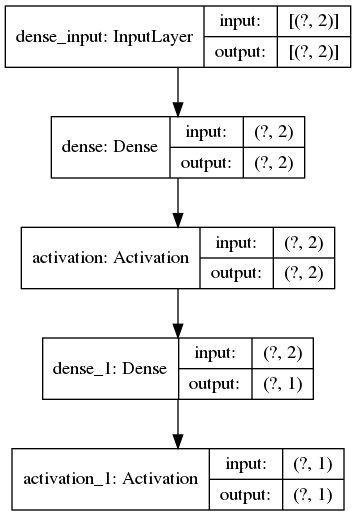 dense_input: InputLayer
input: [(?, 2)]
output: [(?, 2)]
dense: Dense
input: (?, 2)
output: (?, 2)
activation: Activation
input: (?, 2)
output: (?, 2)
dense_1: Dense
input: (?, 2)
output: (?, 1)
activation_1: Activation
input: (?, 1)
output: (?, 1)